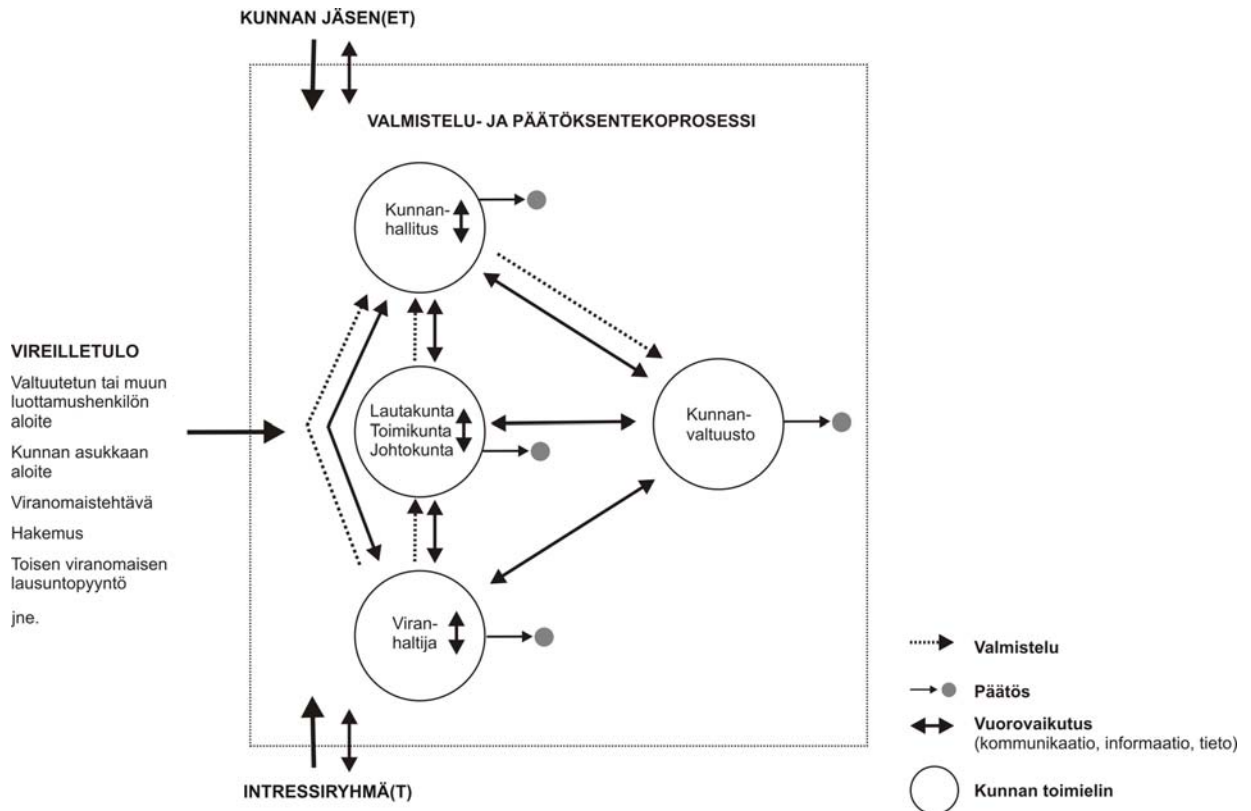 KUNNAN JÄSEN(ET)
VALMISTELU- JA PÄÄTÖKSENTEKOPROSESSI
Kunnan-
hallitus
VIREILLETULO
Valtuutetun tai muun
luottamushenkilön
aloite
Kunnan asukkaan
aloite
Viranomaistehtävä
Hakemus
Toisen viranomaisen
lausuntopyyntö
jne.
Lautakunta
Toimikunta
Johtokunta
Kunnan-
valtuusto
Viran-
haltija
INTRESSIRYHMÄ(T)
Valmistelu
Päätös
Vuorovaikutus
(kommunikaatio, informaatio, tieto)
Kunnan toimielin